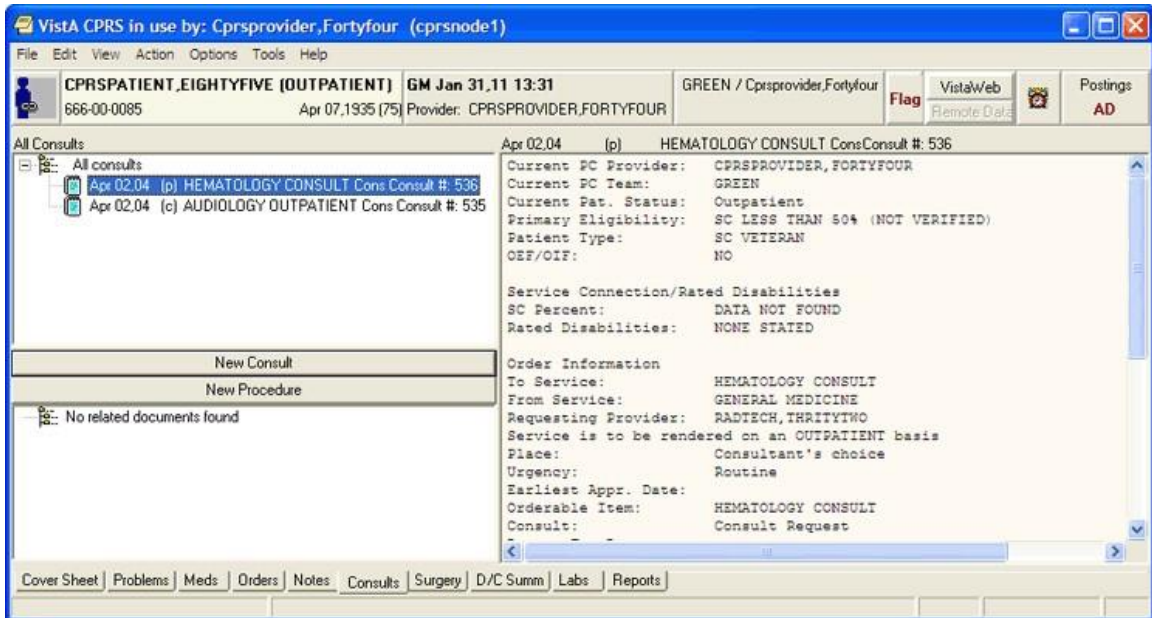 VistA CPRS in use by: Cprsprovider,Fortyfour (cprsnode1)
File Edit View Action Options Tools Help
CPRSPATIENT,EIGHTYFIVE (OUTPATIENT) GM Jan 31,11 13:31 GREEN / Cprsprovider,Fortyfour Flag VistaWeb Postings
666-00-0085 Apr 07,1935 (75) Provider: CPRSPROVIDER,FORTYFOUR Remote Data AD
All Consults
All consults
Apr 02,04 (p) HEMATOLOGY CONSULT Cons Consult #: 536
Apr 02,04 (c) AUDIOLOGY OUTPATIENT Cons Consult #: 535
New Consult
New Procedure
No related documents found
Apr 02,04 (p) HEMATOLOGY CONSULT ConsConsult #: 536
Current PC Provider: CPRSPROVIDER,FORTYFOUR
Current PC Team: GREEN
Current Pat. Status: Outpatient
Primary Eligibility: SC LESS THAN 50% (NOT VERIFIED)
Patient Type: SC VETERAN
OEF/OIF: NO
Service Connection/Rated Disabilities
SC Percent: DATA NOT FOUND
Rated Disabilities: NONE STATED
Order Information
To Service: HEMATOLOGY CONSULT
From Service: GENERAL MEDICINE
Requesting Provider: RADTECH,THRITYTWO
Service is to be rendered on an OUTPATIENT basis
Place: Consultant's choice
Urgency: Routine
Earliest Appr. Date:
Orderable Item: HEMATOLOGY CONSULT
Consult: Consult Request
Cover Sheet Problems Meds Orders Notes Consults Surgery D/C Summ Labs Reports